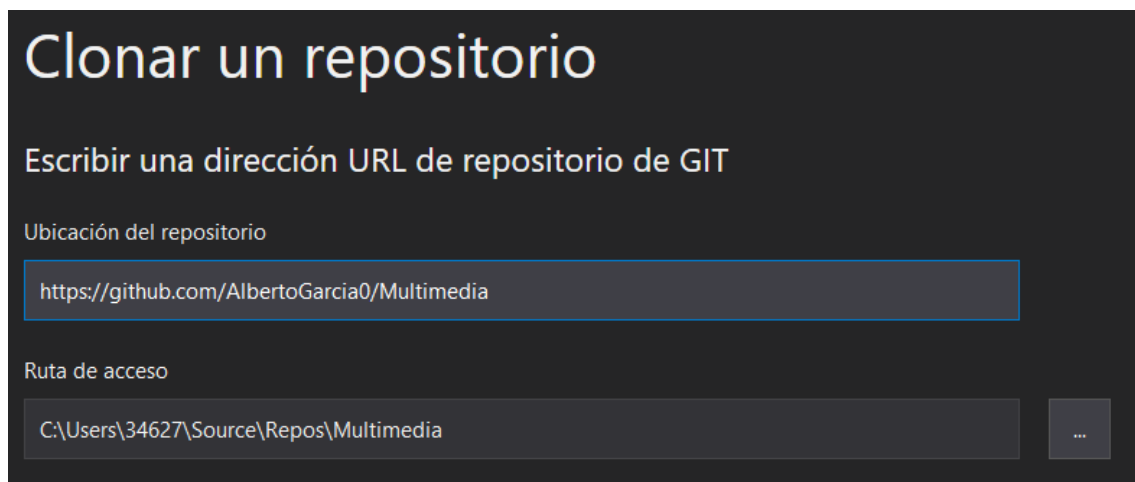 Clonar un repositorio
Escribir una dirección URL de repositorio de GIT
Ubicación del repositorio
https://github.com/AlbertoGarcia0/Multimedia
Ruta de acceso
C:\Users\34627\Source\Repos\Multimedia
...